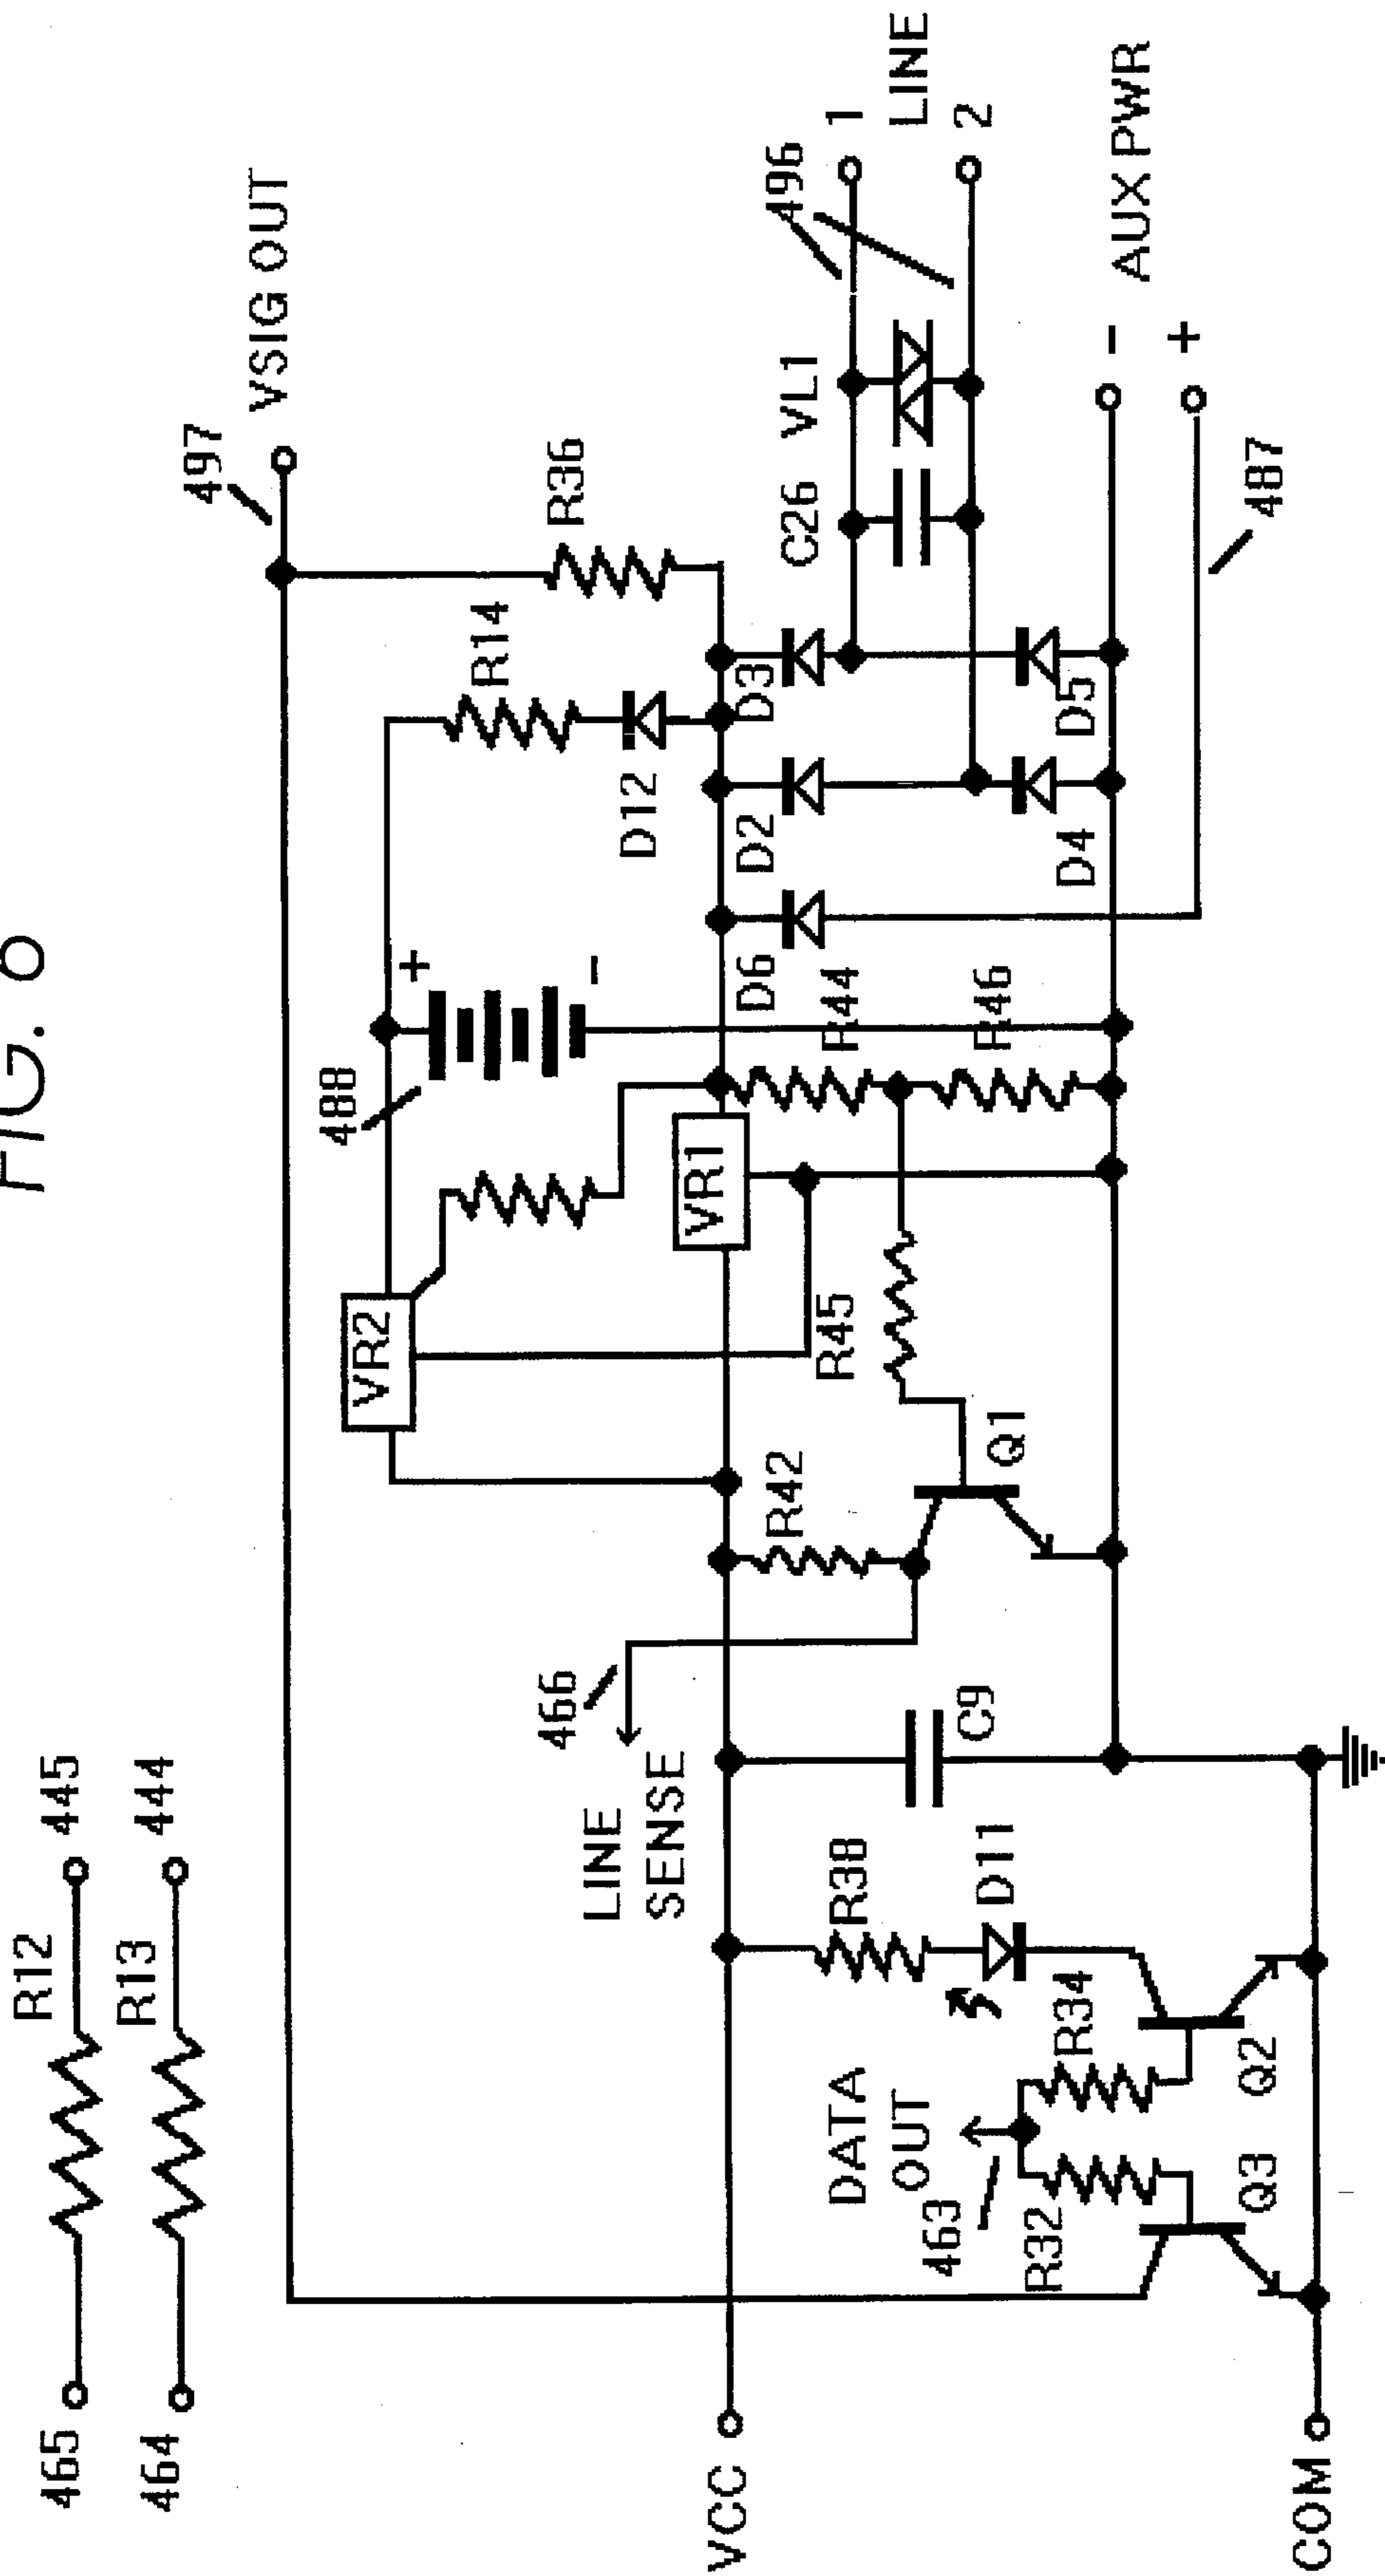 FIG. 6
465
R12
445
464
R13
444
497
VSIG OUT
VR2
488
+
-
R14
D12
R36
LINE
SENSE
466
VR1
D6
D2
D3
C26
VL1
496
1
LINE
2
R42
R45
R44
R46
D4
D5
Q1
-
+
AUX PWR
487
VCC
DATA
OUT
463
R32
R34
R38
D11
C9
Q3
Q2
COM